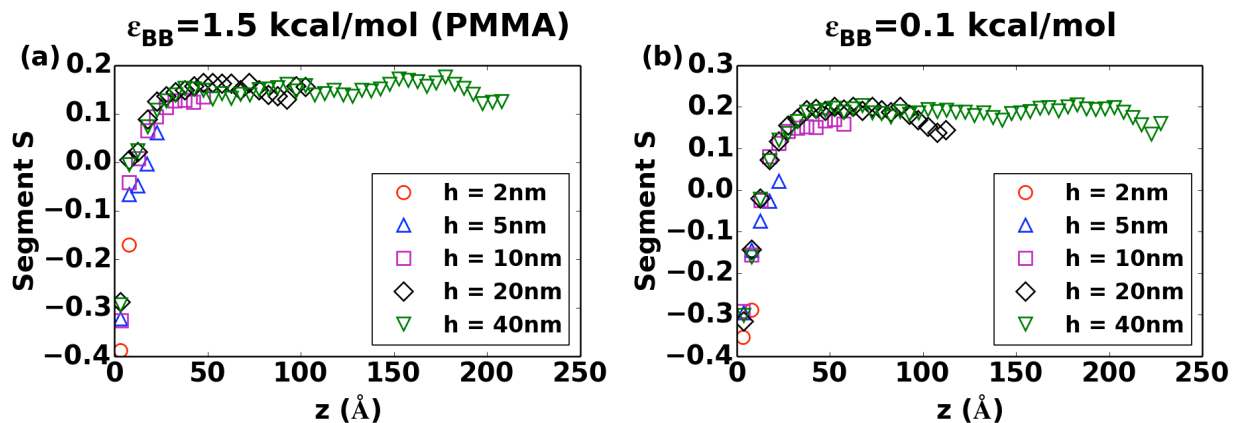 εBB=1.5 kcal/mol (PMMA)
(a)
Segment S
0.2
0.1
0.0
−0.1
−0.2
−0.3
−0.4
0 50 100 150 200 250
z (Å)
h = 2nm
h = 5nm
h = 10nm
h = 20nm
h = 40nm
εBB=0.1 kcal/mol
(b)
Segment S
0.3
0.2
0.1
0.0
−0.1
−0.2
−0.3
−0.4
0 50 100 150 200 250
z (Å)
h = 2nm
h = 5nm
h = 10nm
h = 20nm
h = 40nm